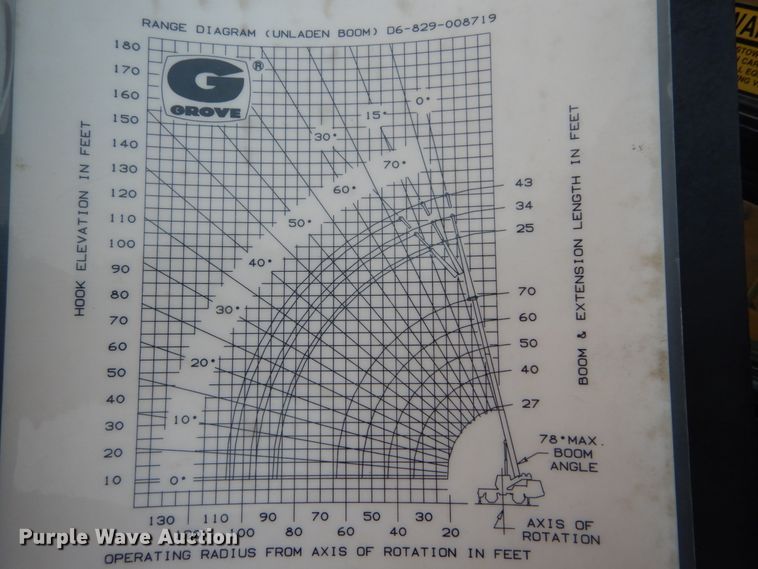 RANGE DIAGRAM (UNLADEN BOOM) D6-829-008719
180
170
160
150
140
130
120
110
100
90
80
70
60
50
40
30
20
10
HOOK ELEVATION IN FEET
G®
GROVE
0°
15°
30°
70°
60°
50°
40°
30°
20°
10°
0°
43
34
25
70
60
50
40
27
BOOM & EXTENSION LENGTH IN FEET
78°MAX.
BOOM
ANGLE
130 100 80 60 40 20
90 70 50 30
AXIS OF
ROTATION
OPERATING RADIUS FROM AXIS OF ROTATION IN FEET
Purple Wave Auction